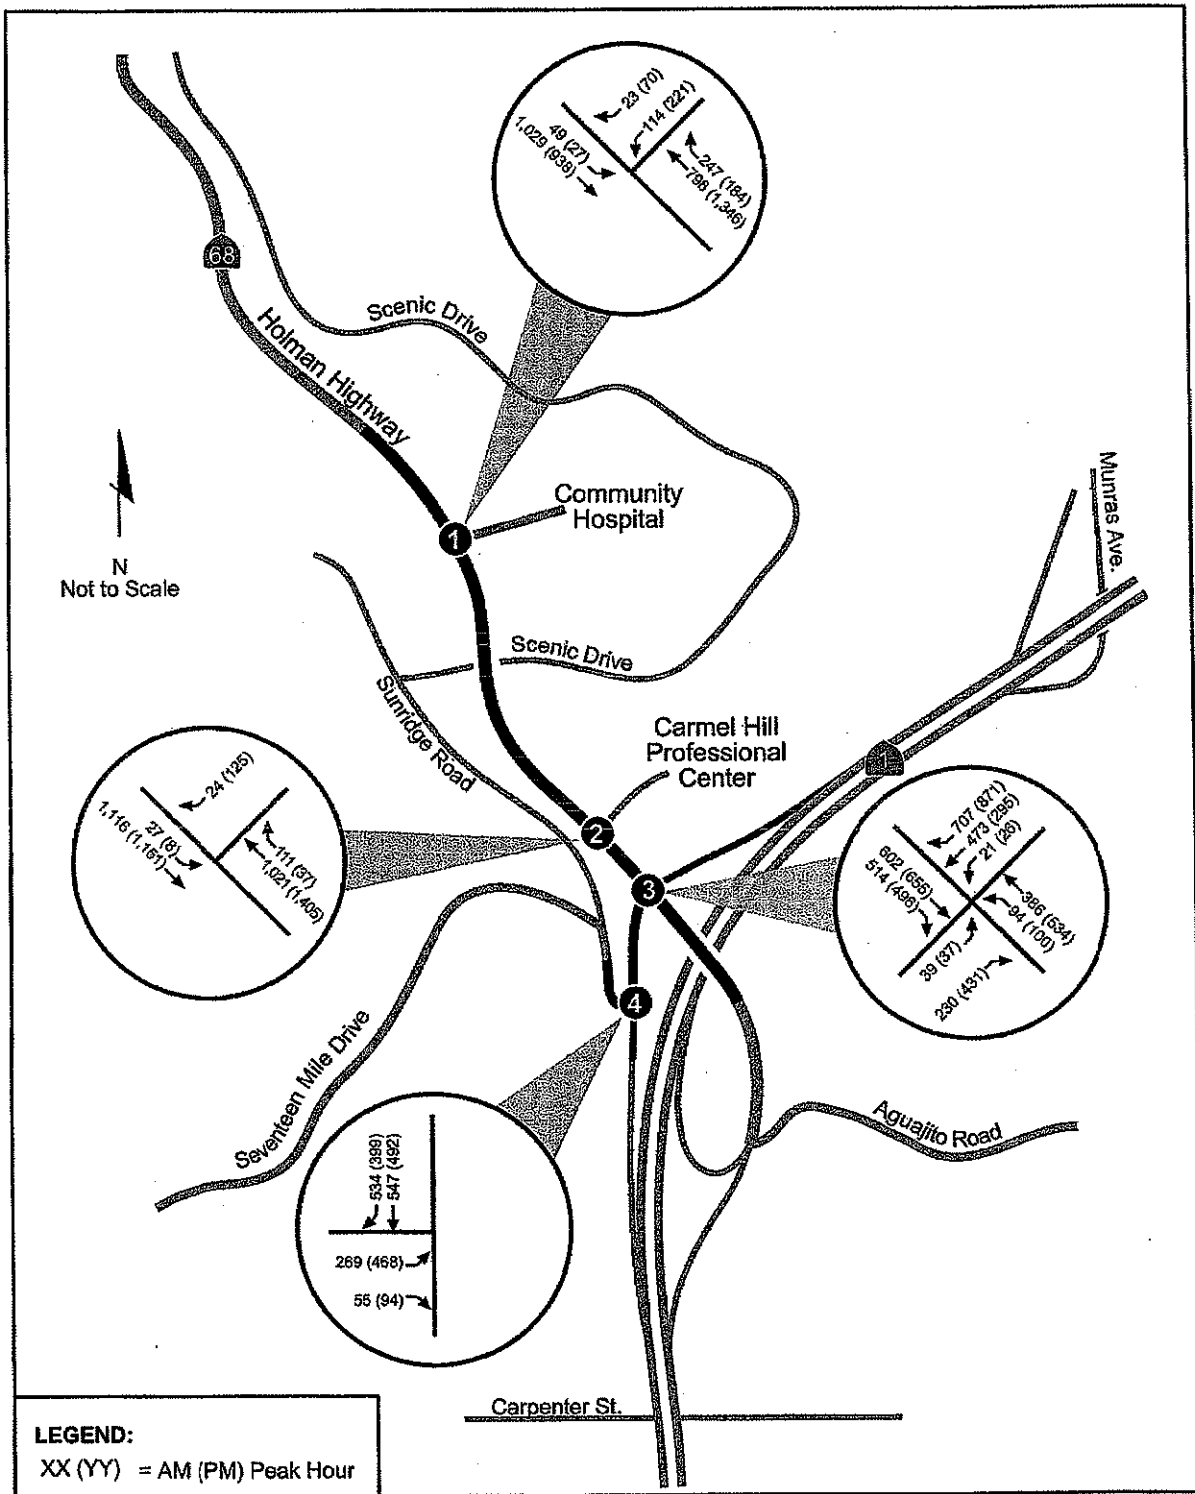 23 (70)
114 (221)
49 (27)
1,029 (938)
247 (184)
798 (1,346)
68
Scenic Drive
Holman Highway
Community
Hospital
1
N
Not to Scale
Munras Ave.
Scenic Drive
Sunridge Road
Carmel Hill
Professional
Center
1
24 (125)
27 (8)
1,116 (1,151)
111 (37)
1,021 (1,405)
2
3
707 (871)
473 (295)
21 (26)
602 (655)
514 (496)
386 (534)
94 (100)
39 (37)
230 (431)
4
Seventeen Mile Drive
Aguajito Road
534 (399)
547 (492)
269 (468)
55 (94)
Carpenter St.
LEGEND:
XX (YY) = AM (PM) Peak Hour